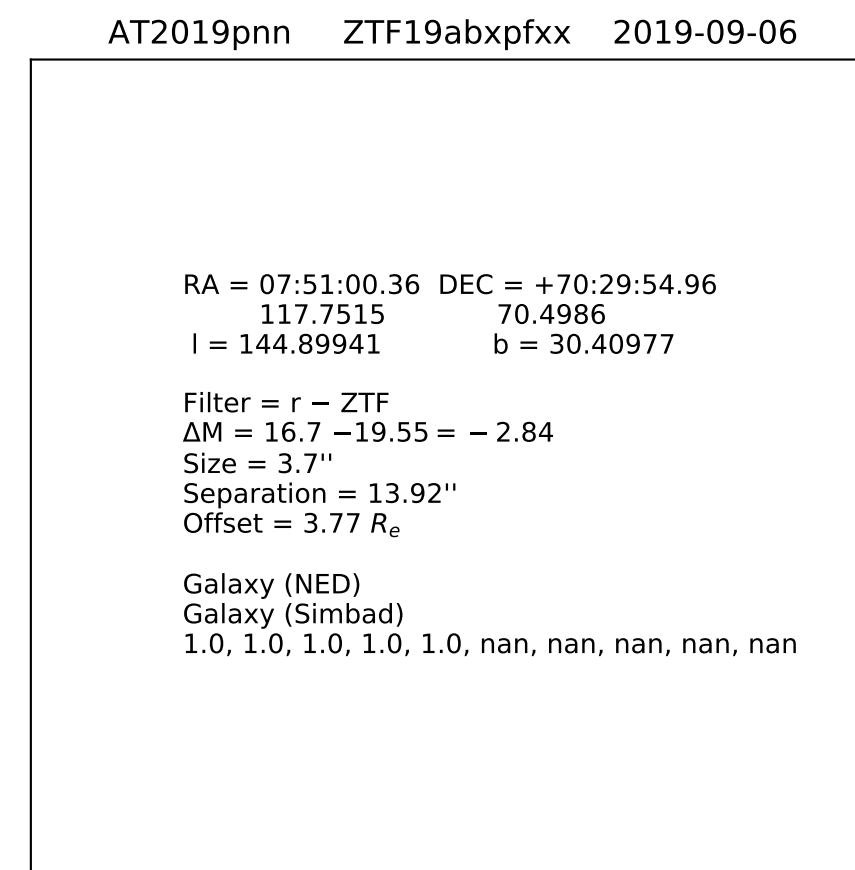 AT2019pnn ZTF19abxpfxx 2019-09-06
RA = 07:51:00.36 DEC = +70:29:54.96
117.7515 70.4986
l = 144.89941 b = 30.40977
Filter = r − ZTF
ΔM = 16.7 −19.55 = − 2.84
Size = 3.7''
Separation = 13.92''
Offset = 3.77 Re
Galaxy (NED)
Galaxy (Simbad)
1.0, 1.0, 1.0, 1.0, 1.0, nan, nan, nan, nan, nan